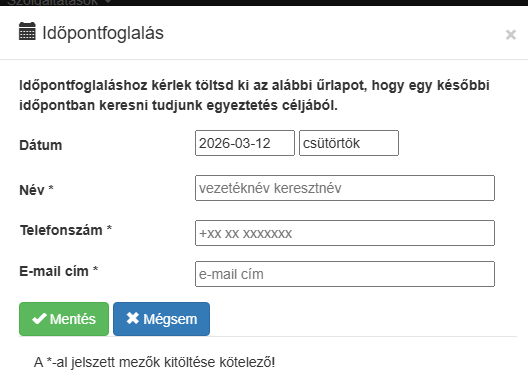 Szolgáltatások
Időpontfoglalás ×
Időpontfoglaláshoz kérlek töltsd ki az alábbi űrlapot, hogy egy későbbi
időpontban keresni tudjunk egyeztetés céljából.
Dátum 2026-03-12 csütörtök
Név * vezetéknév keresztnév
Telefonszám * +xx xx xxxxxxx
E-mail cím * e-mail cím
Mentés Mégsem
A *-al jelszett mezők kitöltése kötelező!